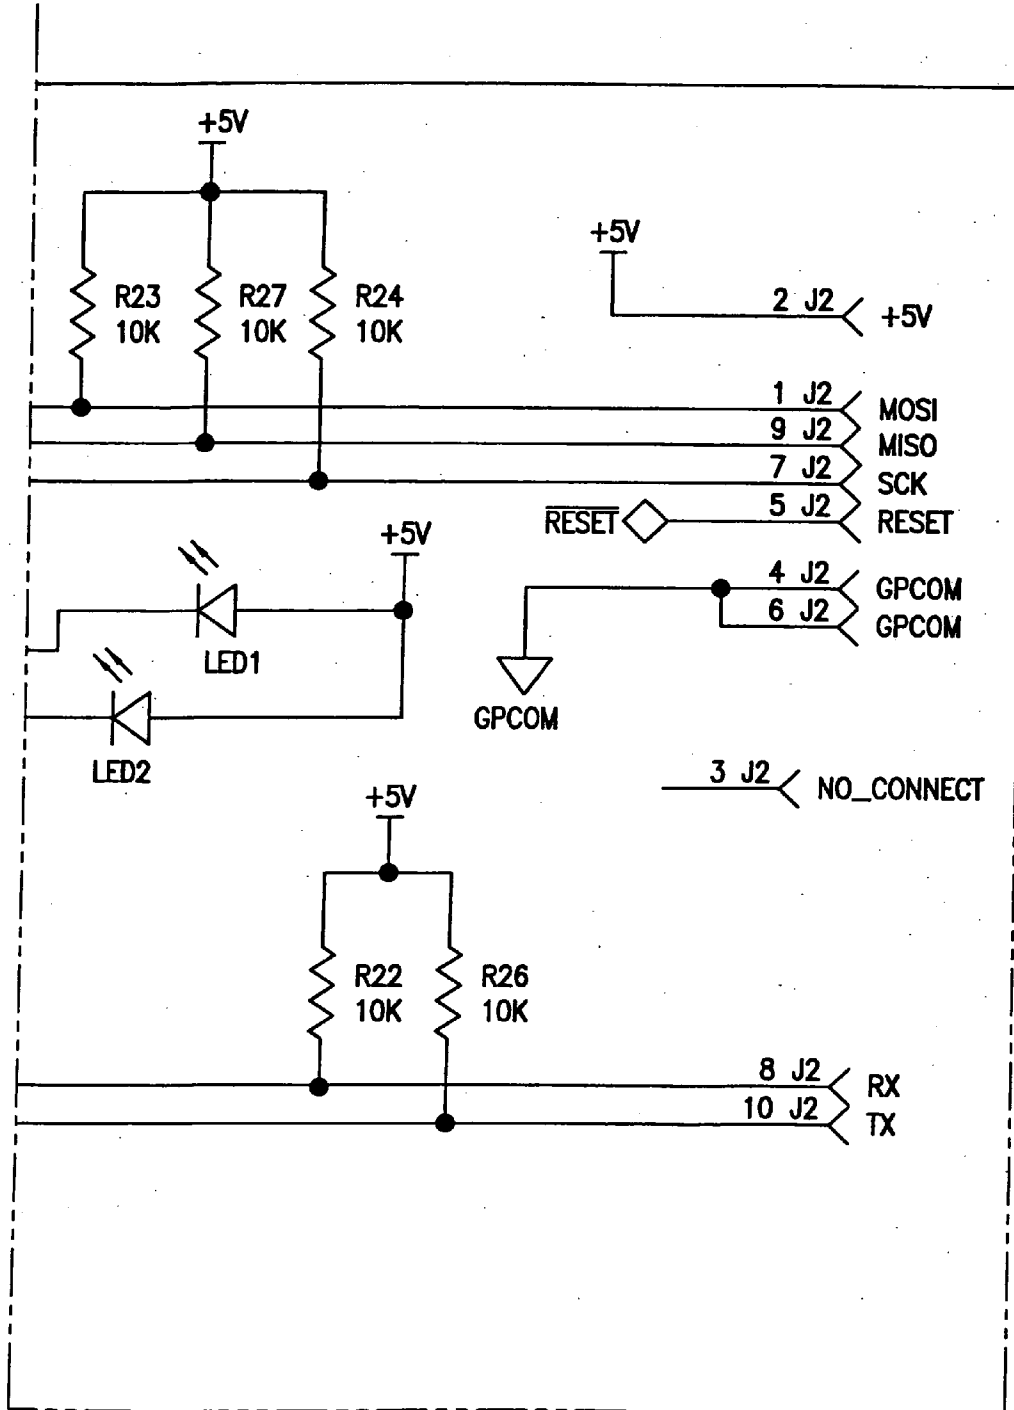 +5V
R23
10K
R27
10K
R24
10K
+5V
2 J2 +5V
1 J2 MOSI
9 J2 MISO
7 J2 SCK
RESET 5 J2 RESET
+5V
LED1
LED2
4 J2 GPCOM
6 J2 GPCOM
GPCOM
3 J2 NO_CONNECT
+5V
R22
10K
R26
10K
8 J2 RX
10 J2 TX